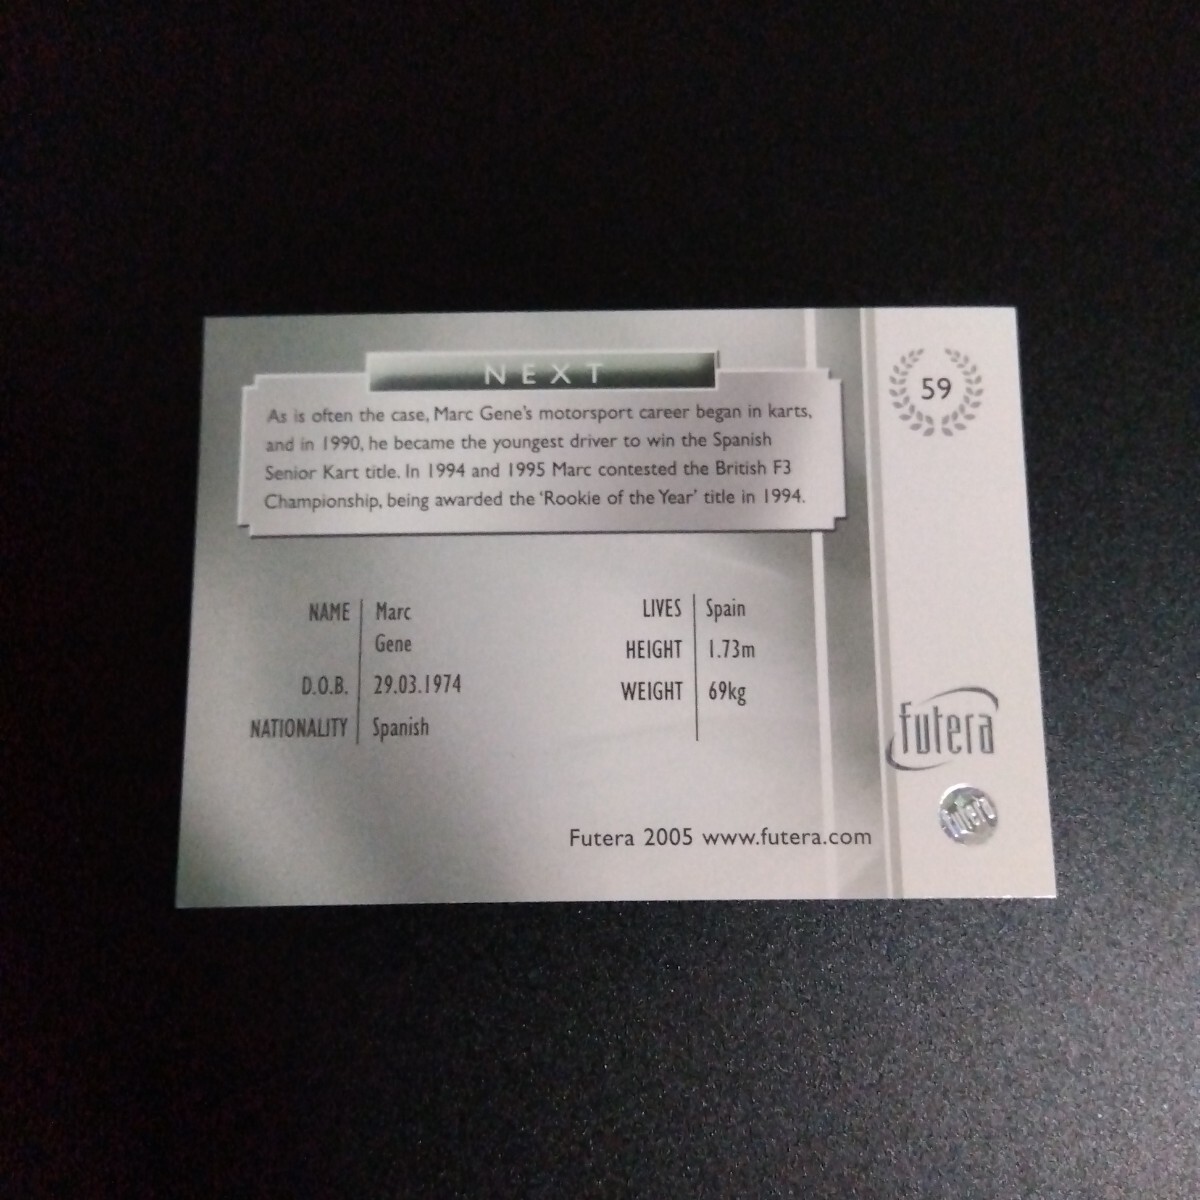 NEXT
As is often the case, Marc Gene's motorsport career began in karts,
and in 1990, he became the youngest driver to win the Spanish
Senior Kart title. In 1994 and 1995 Marc contested the British F3
Championship, being awarded the 'Rookie of the Year' title in 1994.
59
NAME Marc
Gene
D.O.B. 29.03.1974
NATIONALITY Spanish
LIVES Spain
HEIGHT 1.73m
WEIGHT 69kg
futera
futera
Futera 2005 www.futera.com